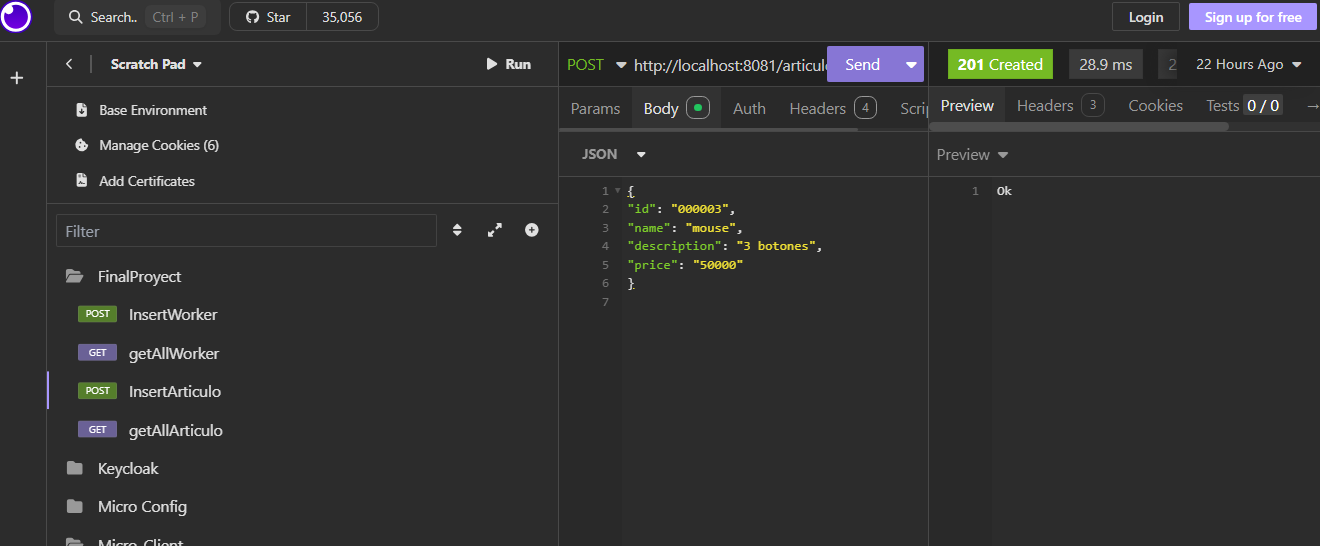 Search.. Ctrl + P Star 35,056 Login Sign up for free
Scratch Pad Run
Base Environment
Manage Cookies (6)
Add Certificates
Filter
FinalProyect
POST InsertWorker
GET getAllWorker
POST InsertArticulo
GET getAllArticulo
Keycloak
Micro Config
Micro Client
POST http://localhost:8081/articulo Send
Params Body Auth Headers 4 Scrip
JSON
1 {
2 "id": "000003",
3 "name": "mouse",
4 "description": "3 botones",
5 "price": "50000"
6 }
7
201 Created 28.9 ms 2 22 Hours Ago
Preview Headers 3 Cookies Tests 0 / 0 →
Preview
1 Ok